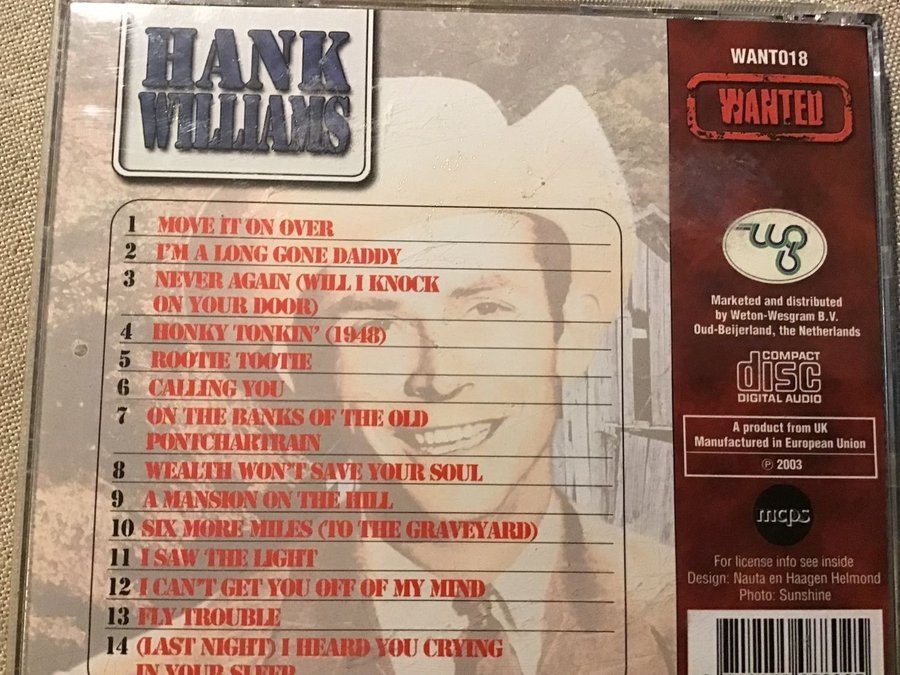 HANK
WILLIAMS
1 MOVE IT ON OVER
2 I'M A LONG GONE DADDY
3 NEVER AGAIN (WILL I KNOCK
ON YOUR DOOR)
4 HONKY TONKIN' (1948)
5 ROOTIE TOOTIE
6 CALLING YOU
7 ON THE BANKS OF THE OLD
PONTCHARTRAIN
8 WEALTH WON'T SAVE YOUR SOUL
9 A MANSION ON THE HILL
10 SIX MORE MILES (TO THE GRAVEYARD)
11 I SAW THE LIGHT
12 I CAN'T GET YOU OFF OF MY MIND
13 FLY TROUBLE
14 (LAST NIGHT) I HEARD YOU CRYING
IN YOUR SLEEP
WANT018
WANTED
Marketed and distributed
by Weton-Wesgram B.V.
Oud-Beijerland, the Netherlands
COMPACT
disc
DIGITAL AUDIO
A product from UK
Manufactured in European Union
℗ 2003
mcps
For license info see inside
Design: Nauta en Haagen Helmond
Photo: Sunshine